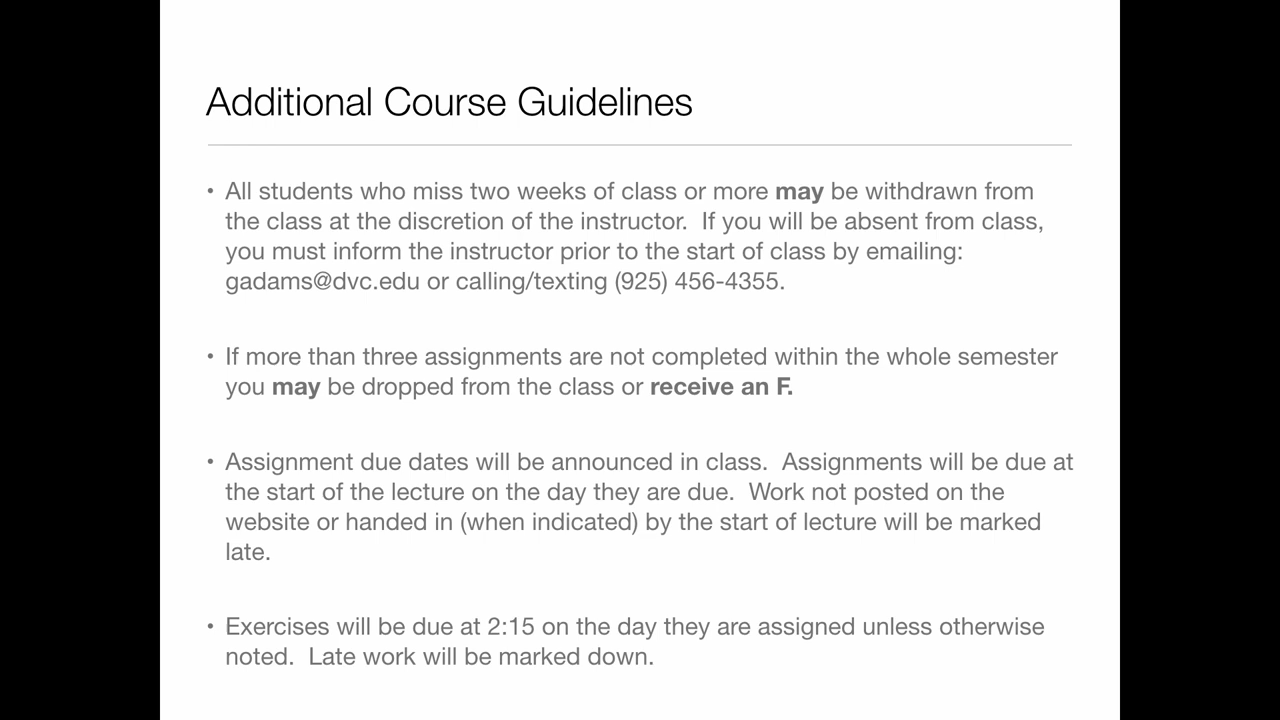 Additional Course Guidelines
• All students who miss two weeks of class or more may be withdrawn from
the class at the discretion of the instructor.  If you will be absent from class,
you must inform the instructor prior to the start of class by emailing:
gadams@dvc.edu or calling/texting (925) 456-4355.
• If more than three assignments are not completed within the whole semester
you may be dropped from the class or receive an F.
• Assignment due dates will be announced in class.  Assignments will be due at
the start of the lecture on the day they are due.  Work not posted on the
website or handed in (when indicated) by the start of lecture will be marked
late.
• Exercises will be due at 2:15 on the day they are assigned unless otherwise
noted.  Late work will be marked down.